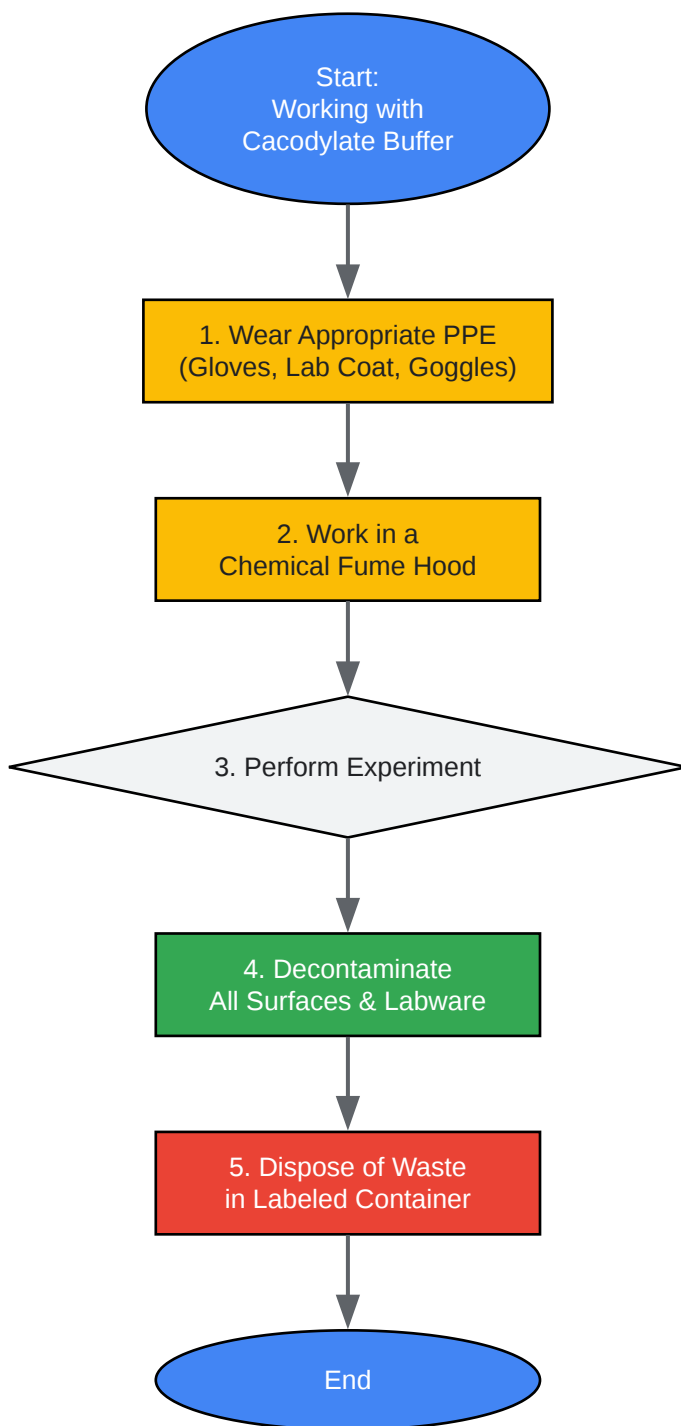 Start:
Working with
Cacodylate Buffer
1. Wear Appropriate PPE
(Gloves, Lab Coat, Goggles)
2. Work in a
Chemical Fume Hood
3. Perform Experiment
4. Decontaminate
All Surfaces & Labware
5. Dispose of Waste
in Labeled Container
End